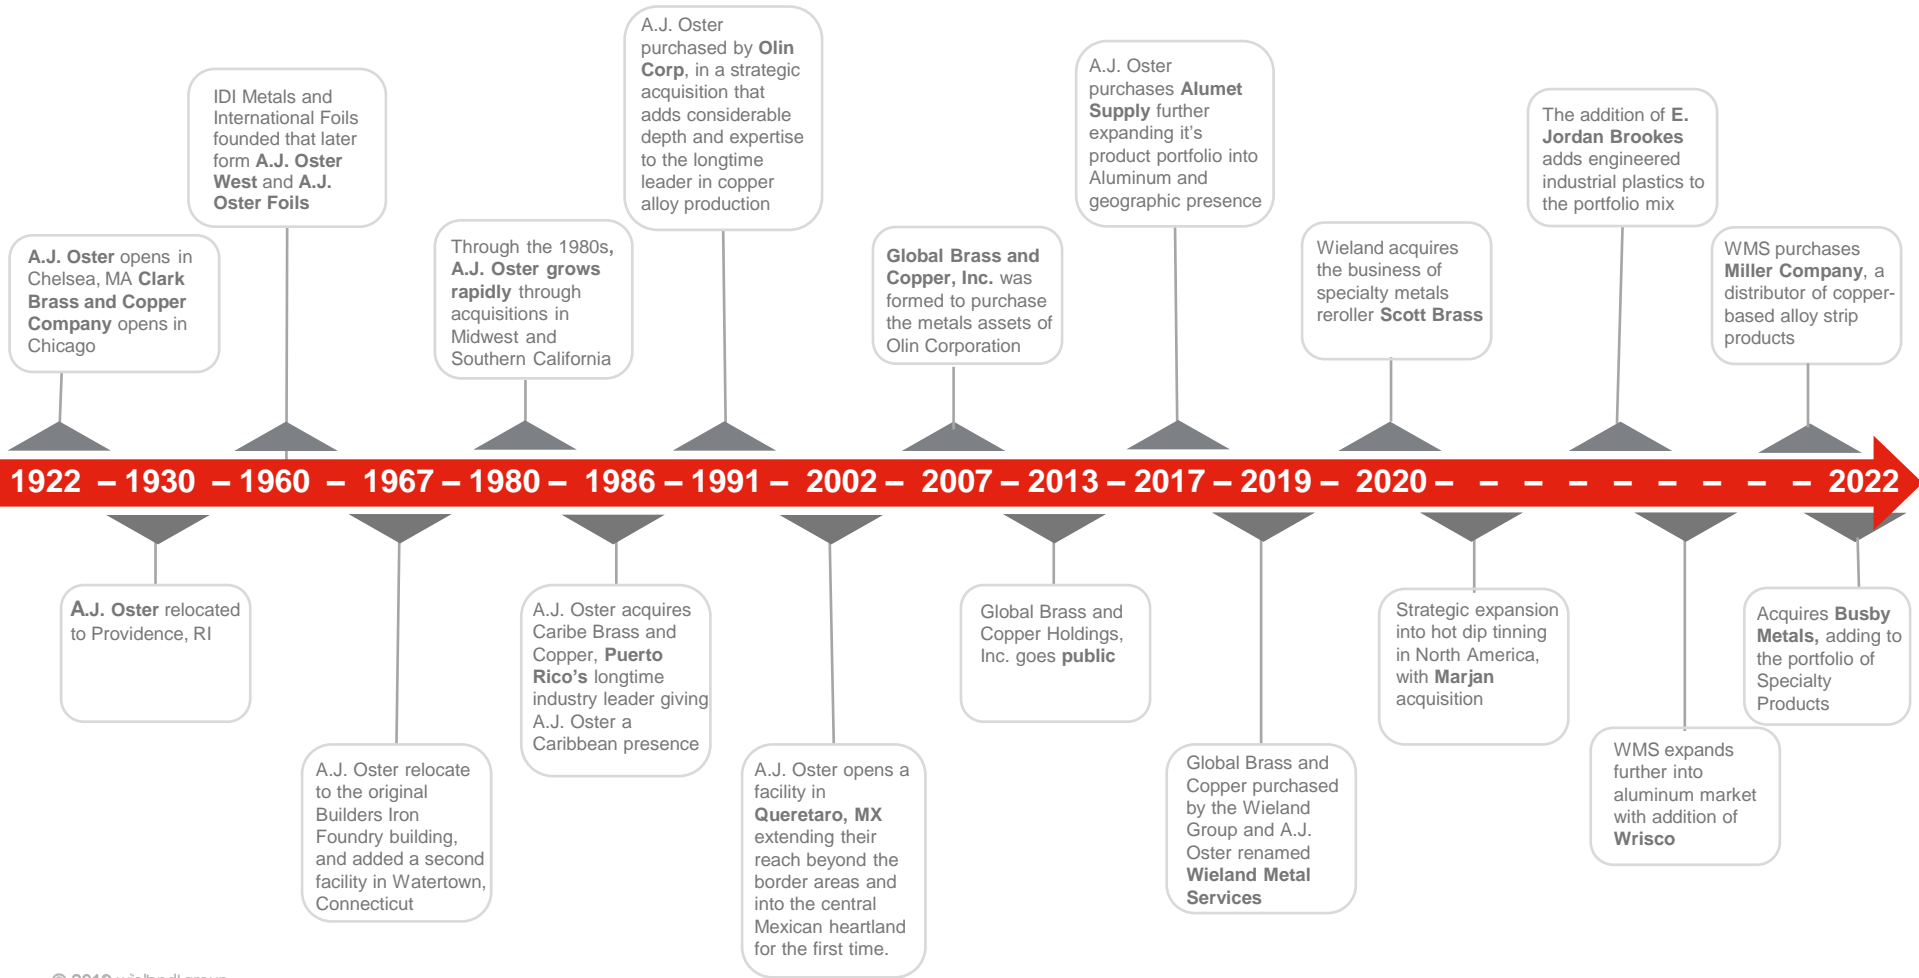 A.J. Oster
purchased by Olin
Corp, in a strategic
acquisition that
adds considerable
depth and expertise
to the longtime
leader in copper
alloy production
A.J. Oster
purchases Alumet
Supply further
expanding it's
product portfolio into
Aluminum and
geographic presence
IDI Metals and
International Foils
founded that later
form A.J. Oster
West and A.J.
Oster Foils
The addition of E.
Jordan Brookes
adds engineered
industrial plastics to
the portfolio mix
A.J. Oster opens in
Chelsea, MA Clark
Brass and Copper
Company opens in
Chicago
Through the 1980s,
A.J. Oster grows
rapidly through
acquisitions in
Midwest and
Southern California
Global Brass and
Copper, Inc. was
formed to purchase
the metals assets of
Olin Corporation
Wieland acquires
the business of
specialty metals
reroller Scott Brass
WMS purchases
Miller Company, a
distributor of copper-
based alloy strip
products
1922 – 1930 – 1960 – 1967 – 1980 – 1986 – 1991 – 2002 – 2007 – 2013 – 2017 – 2019 – 2020 – – – – – – – – – 2022
A.J. Oster relocated
to Providence, RI
A.J. Oster acquires
Caribe Brass and
Copper, Puerto
Rico’s longtime
industry leader giving
A.J. Oster a
Caribbean presence
Global Brass and
Copper Holdings,
Inc. goes public
Strategic expansion
into hot dip tinning
in North America,
with Marjan
acquisition
Acquires Busby
Metals, adding to
the portfolio of
Specialty
Products
A.J. Oster relocate
to the original
Builders Iron
Foundry building,
and added a second
facility in Watertown,
Connecticut
A.J. Oster opens a
facility in
Queretaro, MX
extending their
reach beyond the
border areas and
into the central
Mexican heartland
for the first time.
Global Brass and
Copper purchased
by the Wieland
Group and A.J.
Oster renamed
Wieland Metal
Services
WMS expands
further into
aluminum market
with addition of
Wrisco